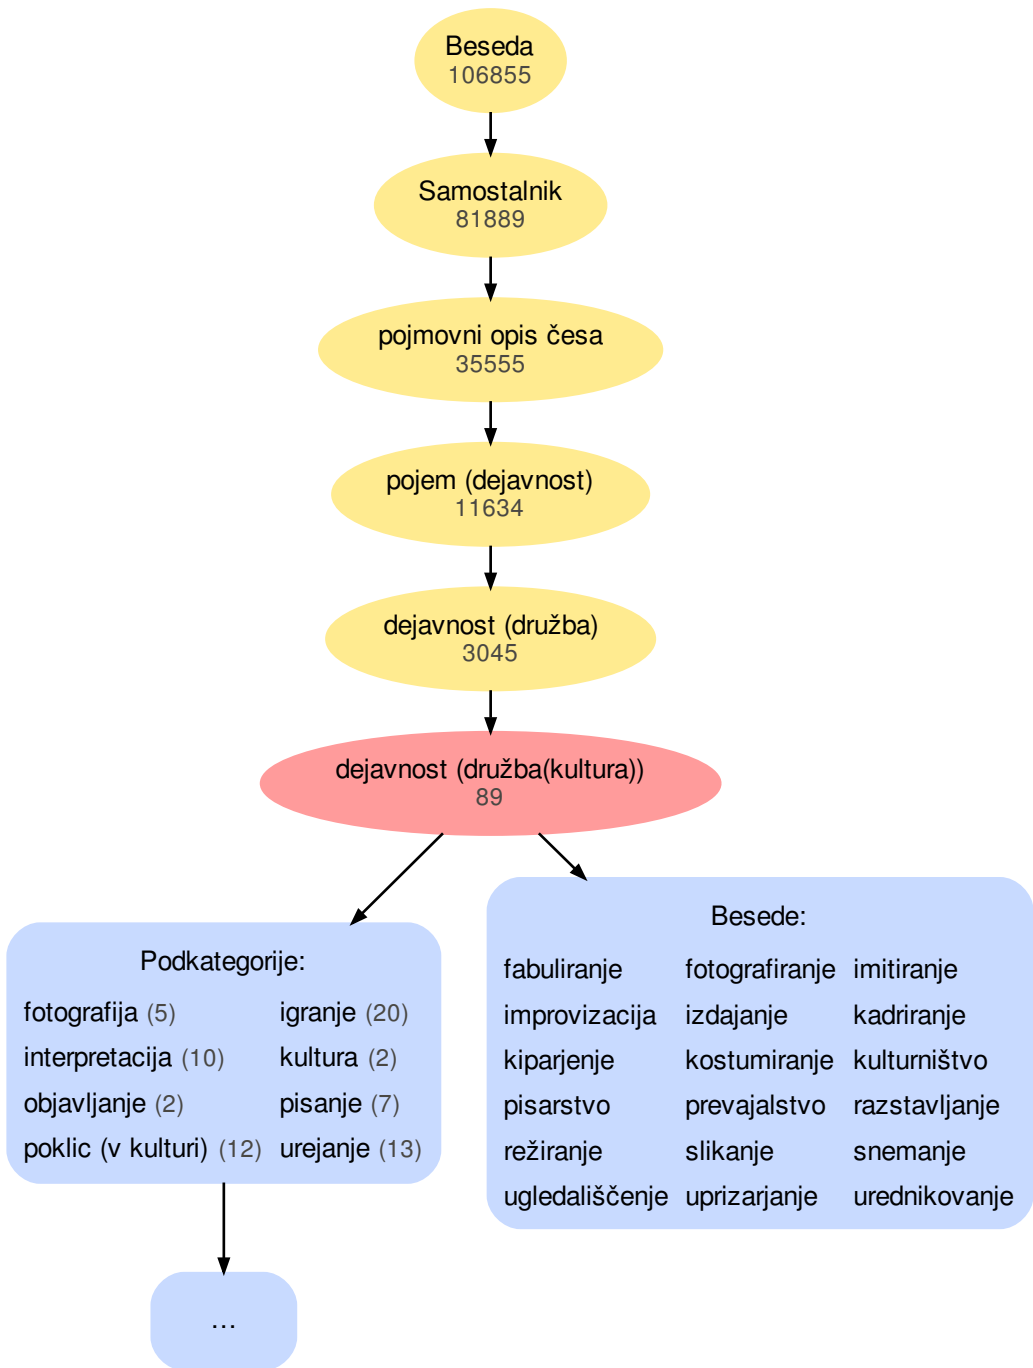 Beseda
106855
Samostalnik
81889
pojmovni opis česa
35555
pojem (dejavnost)
11634
dejavnost (družba)
3045
dejavnost (družba(kultura))
89
Podkategorije:
fotografija (5) igranje (20)
interpretacija (10) kultura (2)
objavljanje (2) pisanje (7)
poklic (v kulturi) (12) urejanje (13)
Besede:
fabuliranje fotografiranje imitiranje
improvizacija izdajanje kadriranje
kiparjenje kostumiranje kulturništvo
pisarstvo prevajalstvo razstavljanje
režiranje slikanje snemanje
ugledališčenje uprizarjanje urednikovanje
...